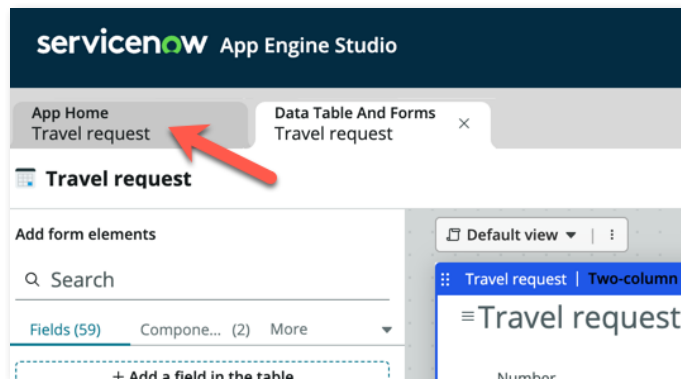 servicenow App Engine Studio
App Home
Travel request
Data Table And Forms
Travel request
Travel request
Add form elements
Default view
Search
Travel request | Two-column
Travel request
Fields (59) Compone... (2) More
+ Add a field in the table
Number